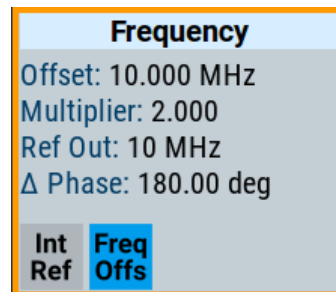 Frequency
Offset: 10.000 MHz
Multiplier: 2.000
Ref Out: 10 MHz
Δ Phase: 180.00 deg
Int Ref
Freq Offs